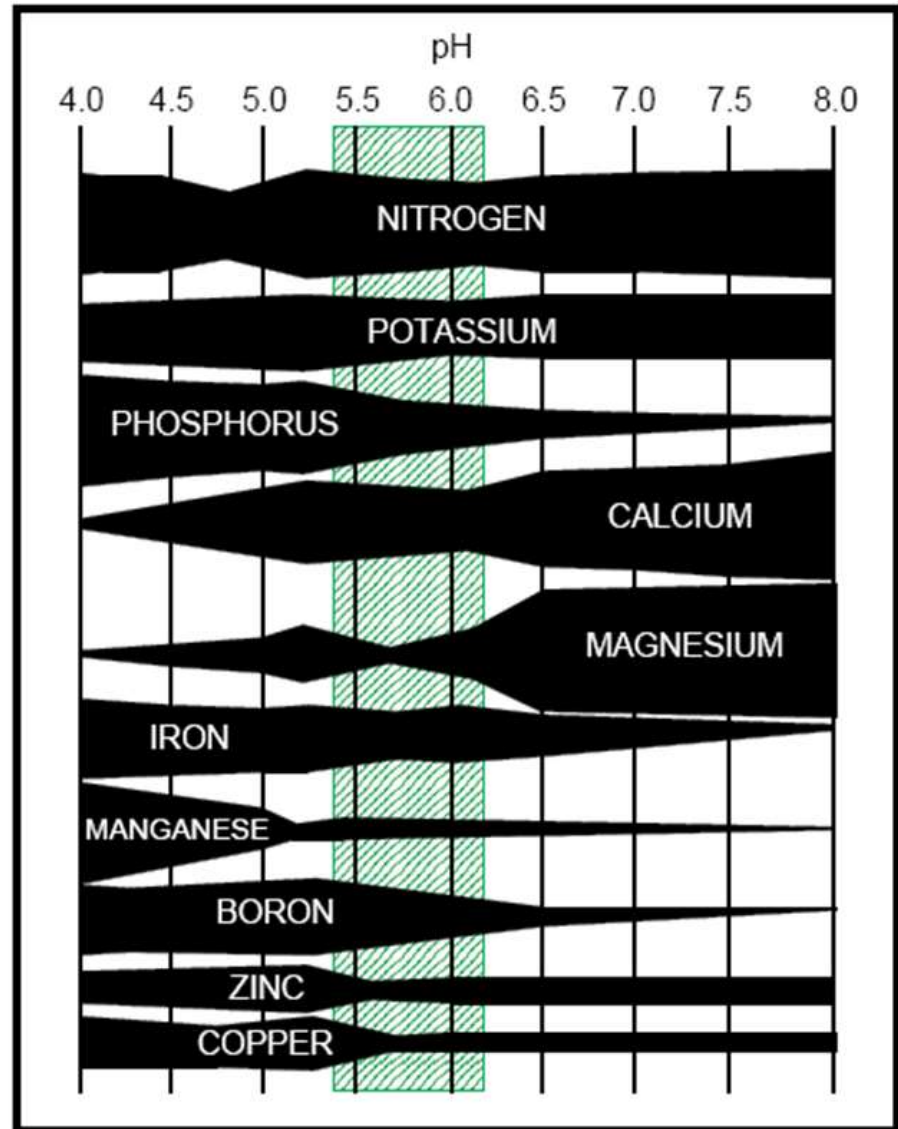 pH
4.0 4.5 5.0 5.5 6.0 6.5 7.0 7.5 8.0
NITROGEN
POTASSIUM
PHOSPHORUS
CALCIUM
MAGNESIUM
IRON
MANGANESE
BORON
ZINC
COPPER